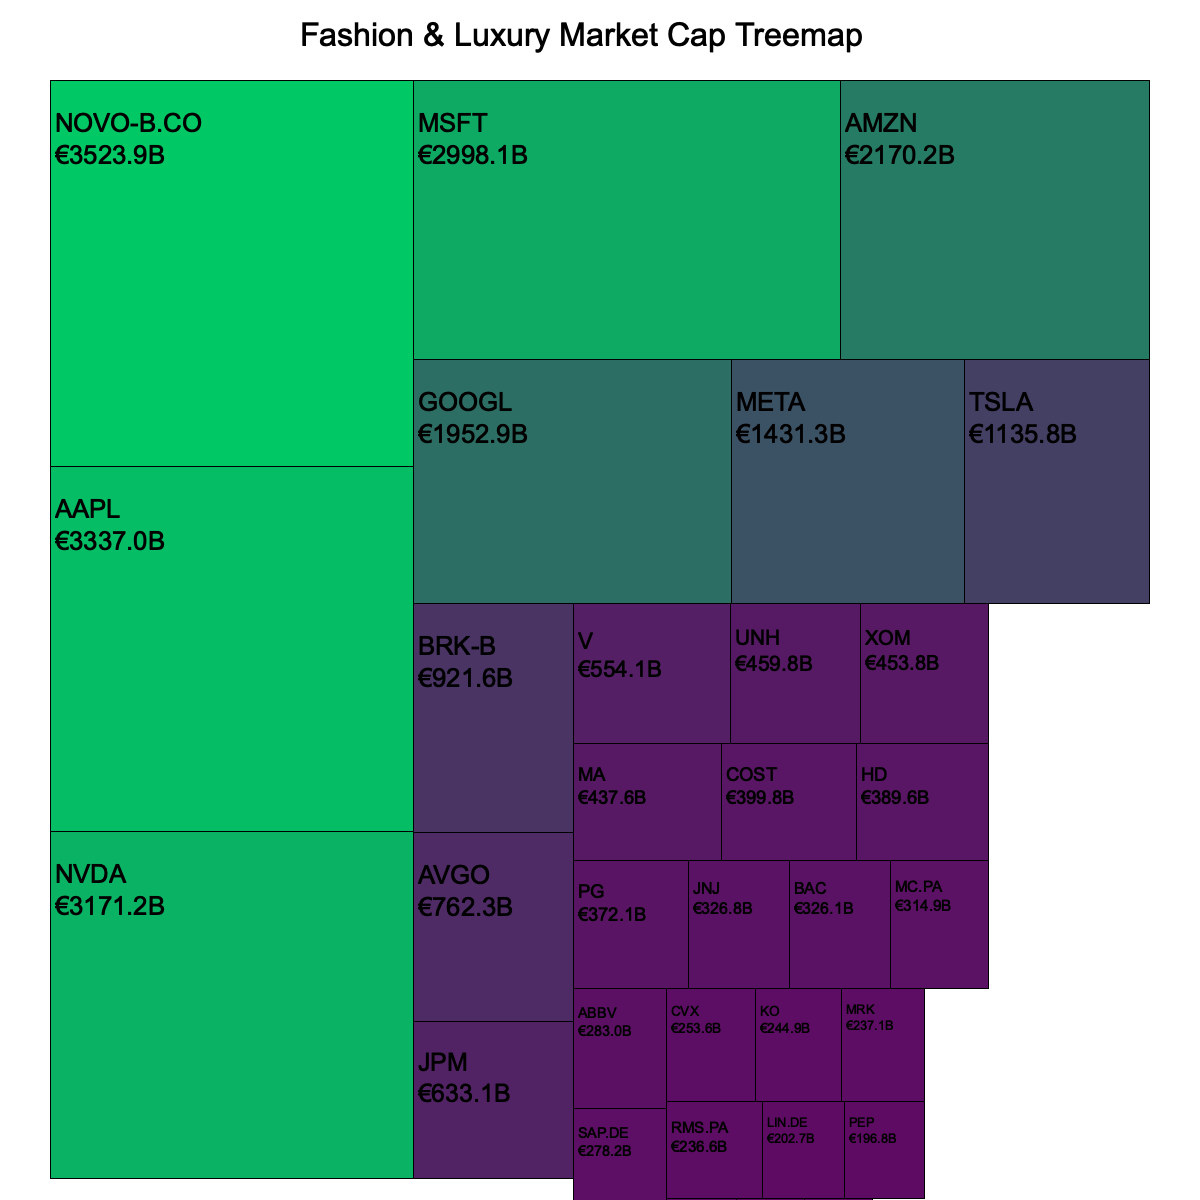 Fashion & Luxury Market Cap Treemap
NOVO-B.CO
€3523.9B
MSFT
€2998.1B
AMZN
€2170.2B
GOOGL
€1952.9B
META
€1431.3B
TSLA
€1135.8B
AAPL
€3337.0B
BRK-B
€921.6B
V
€554.1B
UNH
€459.8B
XOM
€453.8B
MA
€437.6B
COST
€399.8B
HD
€389.6B
NVDA
€3171.2B
AVGO
€762.3B
PG
€372.1B
JNJ
€326.8B
BAC
€326.1B
MC.PA
€314.9B
JPM
€633.1B
ABBV
€283.0B
CVX
€253.6B
KO
€244.9B
MRK
€237.1B
SAP.DE
€278.2B
RMS.PA
€236.6B
LIN.DE
€202.7B
PEP
€196.8B